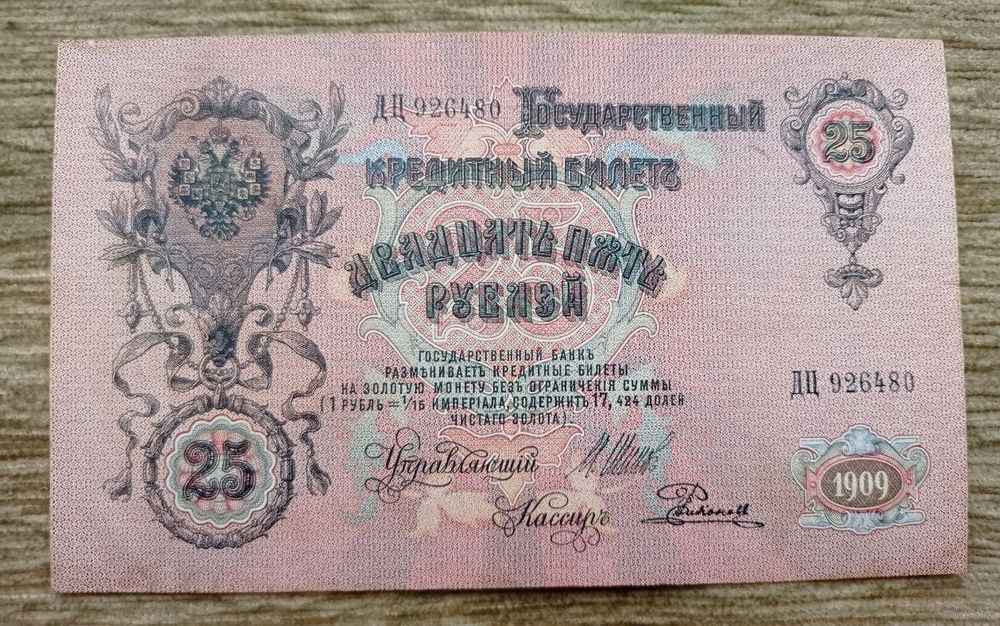 ДЦ 926480 Государственный
25
Кредитный Билетъ
Двадцать пять
рублей
25
Государственный Банкъ
размѣниваетъ кредитные билеты
на золотую монету безъ ограниченія суммы
(1 рубль = 1/15 имперіала, содержитъ 17, 424 долей
чистаго золота).
ДЦ 926480
25
Управляющій
Кассиръ
1909